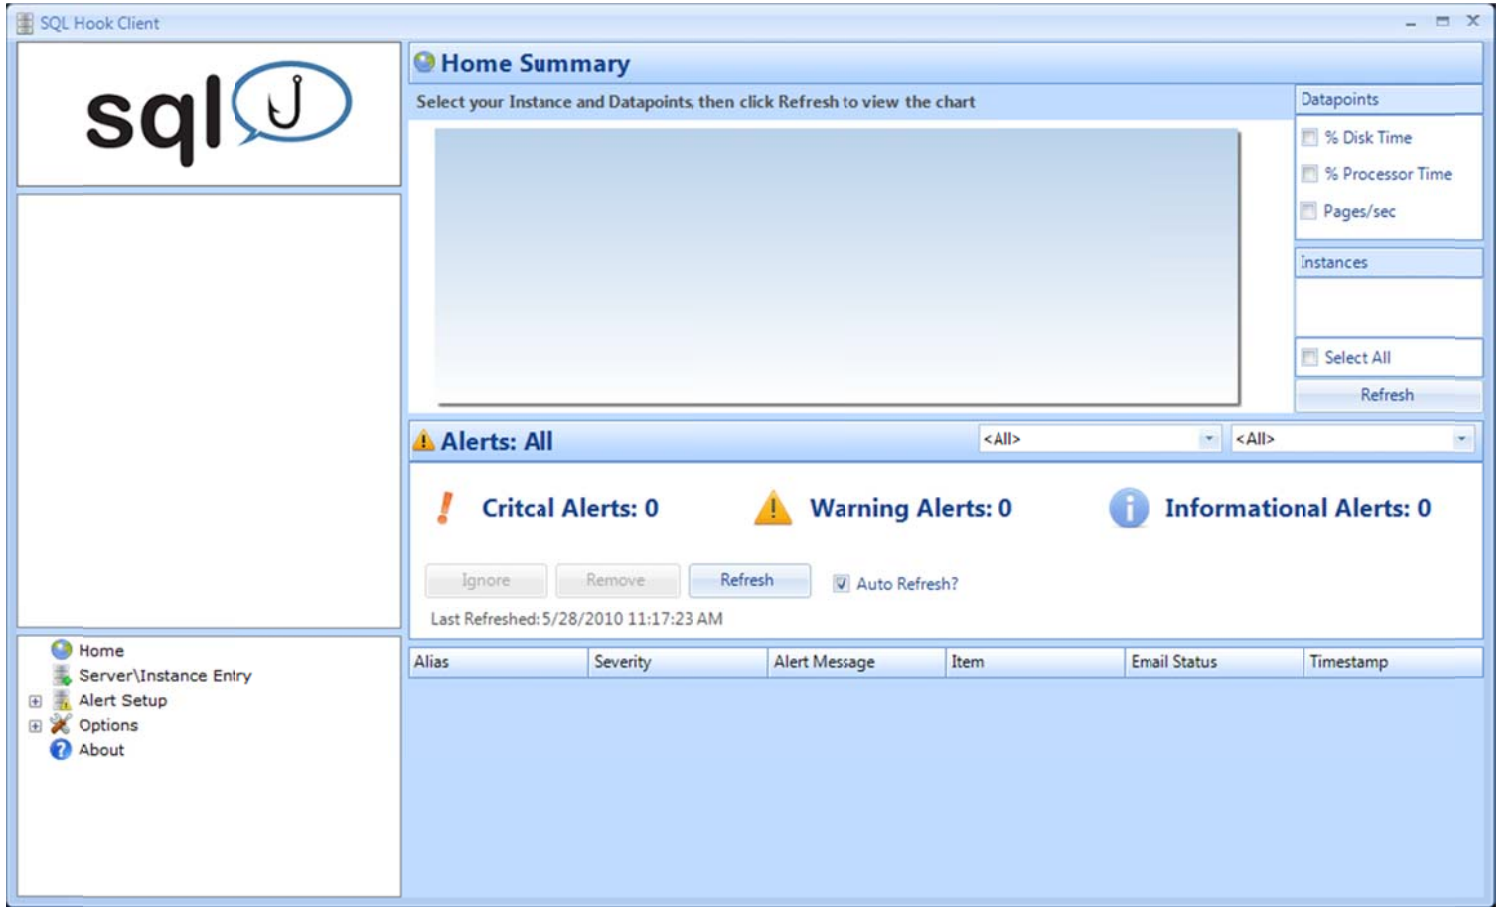 SQL Hook Client
sql
Home Summary
Select your Instance and Datapoints, then click Refresh to view the chart
Datapoints
% Disk Time
% Processor Time
Pages/sec
Instances
Select All
Refresh
Alerts: All
<All>
<All>
Critcal Alerts: 0
Warning Alerts: 0
Informational Alerts: 0
Ignore
Remove
Refresh
Auto Refresh?
Last Refreshed: 5/28/2010 11:17:23 AM
Home
Server\Instance Entry
Alert Setup
Options
About
Alias
Severity
Alert Message
Item
Email Status
Timestamp